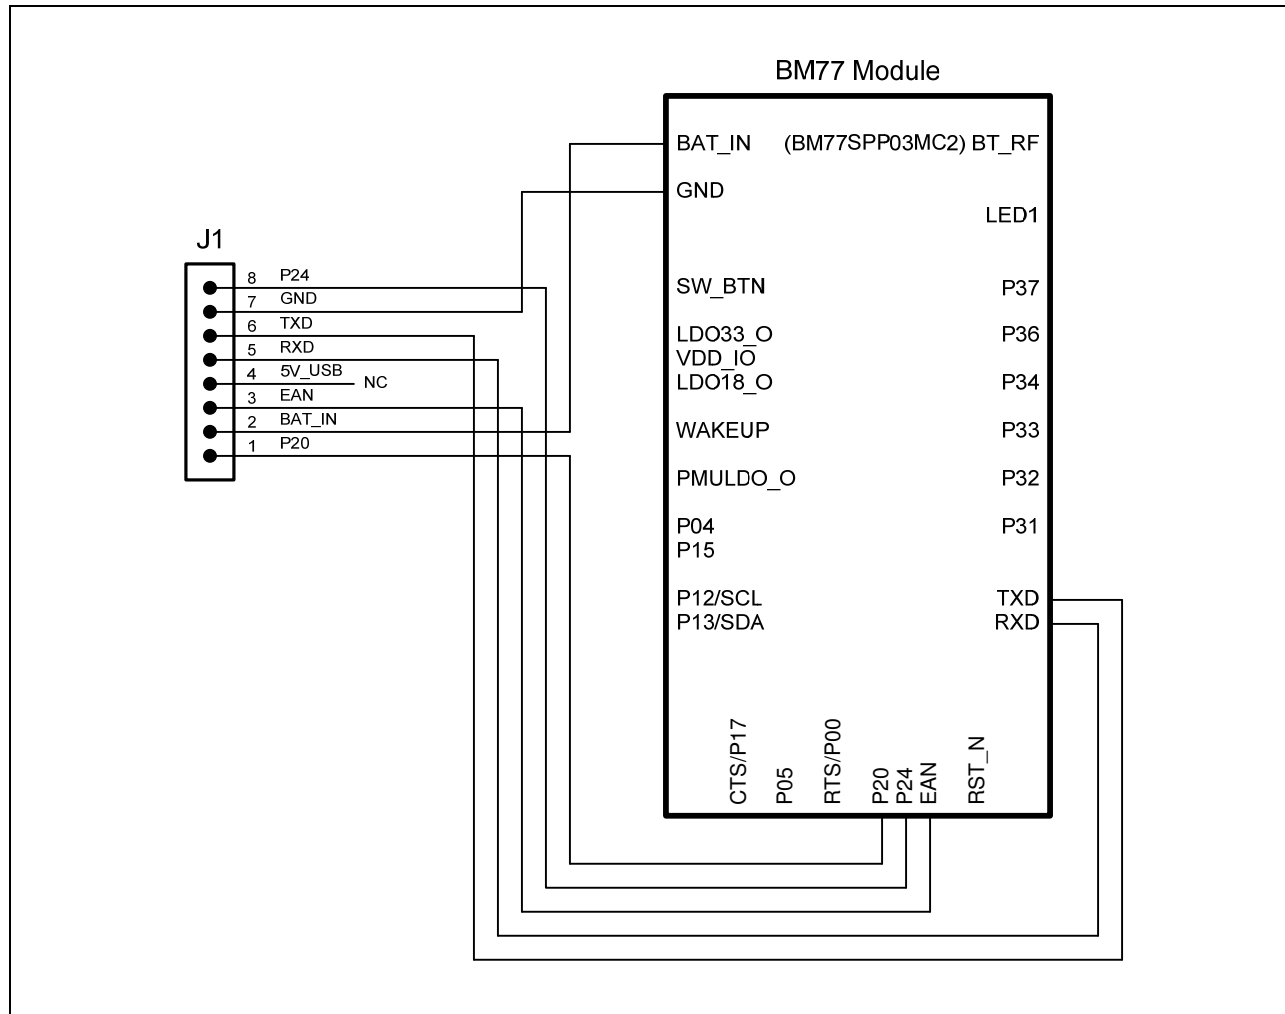 BM77 Module
BAT_IN (BM77SPP03MC2) BT_RF
GND
LED1
J1
8 P24
7 GND
6 TXD
5 RXD
4 5V_USB NC
3 EAN
2 BAT_IN
1 P20
SW_BTN P37
LDO33_O P36
VDD_IO
LDO18_O P34
WAKEUP P33
PMULDO_O P32
P04 P31
P15
P12/SCL TXD
P13/SDA RXD
CTS/P17
P05
RTS/P00
P20
P24
EAN
RST_N